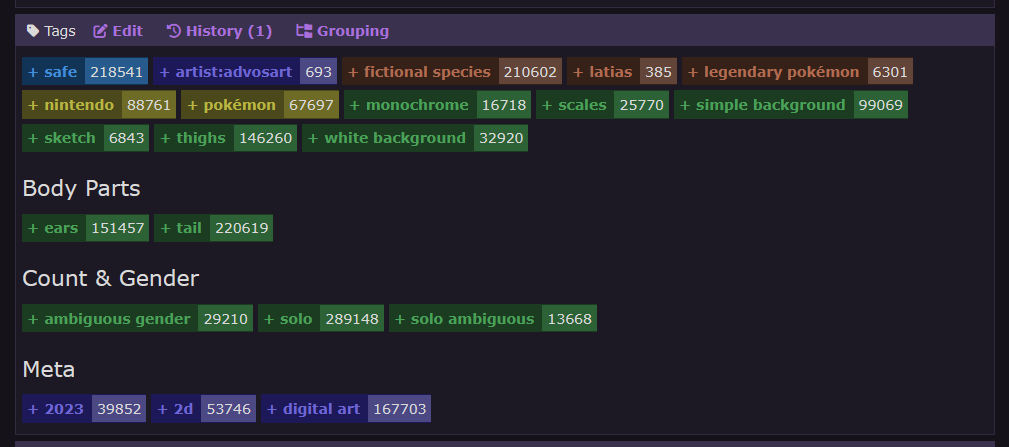 Tags Edit History (1) Grouping
+ safe 218541 + artist:advosart 693 + fictional species 210602 + latias 385 + legendary pokémon 6301
+ nintendo 88761 + pokémon 67697 + monochrome 16718 + scales 25770 + simple background 99069
+ sketch 6843 + thighs 146260 + white background 32920
Body Parts
+ ears 151457 + tail 220619
Count & Gender
+ ambiguous gender 29210 + solo 289148 + solo ambiguous 13668
Meta
+ 2023 39852 + 2d 53746 + digital art 167703